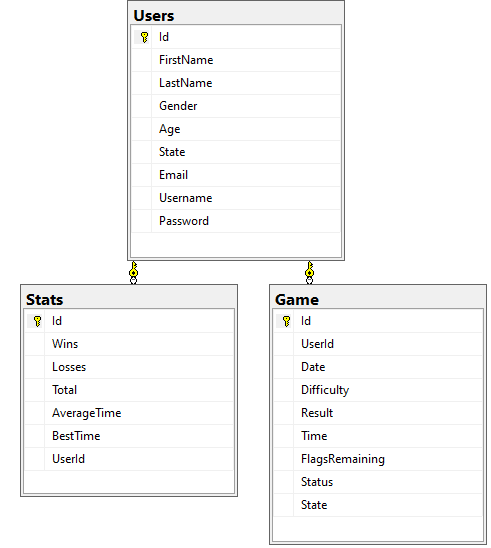 Users
Id
FirstName
LastName
Gender
Age
State
Email
Username
Password
Stats
Id
Wins
Losses
Total
AverageTime
BestTime
UserId
Game
Id
UserId
Date
Difficulty
Result
Time
FlagsRemaining
Status
State